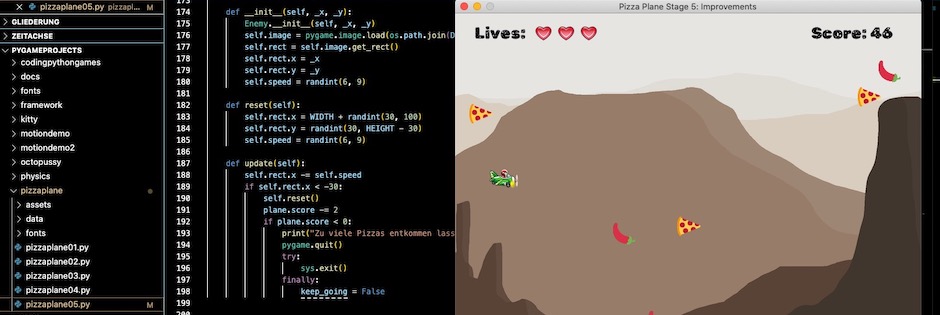 pizzaplane05.py pizzapl... M
GLIEDERUNG
ZEITACHSE
PYGAMEPROJECTS
codingpythongames
docs
fonts
framework
kitty
motiondemo
motiondemo2
octopussy
physics
pizzaplane
assets
data
fonts
pizzaplane01.py
pizzaplane02.py
pizzaplane03.py
pizzaplane04.py
pizzaplane05.py M
174 def __init__(self, _x, _y):
175 Enemy.__init__(self, _x, _y)
176 self.image = pygame.image.load(os.path.join(D
177 self.rect = self.image.get_rect()
178 self.rect.x = _x
179 self.rect.y = _y
180 self.speed = randint(6, 9)
181
182 def reset(self):
183 self.rect.x = WIDTH + randint(30, 100)
184 self.rect.y = randint(30, HEIGHT - 30)
185 self.speed = randint(6, 9)
186
187 def update(self):
188 self.rect.x -= self.speed
189 if self.rect.x < -30:
190 self.reset()
191 plane.score -= 2
192 if plane.score < 0:
193 print("Zu viele Pizzas entkommen lass
194 pygame.quit()
195 try:
196 sys.exit()
197 finally:
198 keep_going = False
199
Pizza Plane Stage 5: Improvements
Lives:
Score: 46